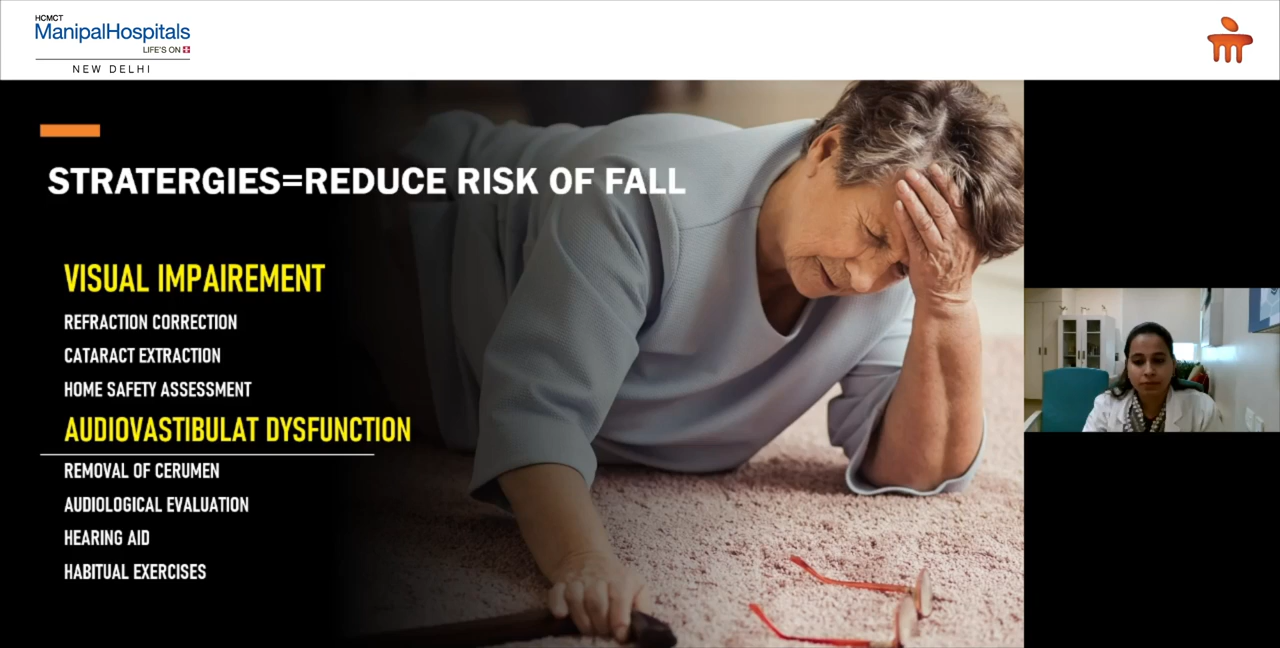 HCMCT
ManipalHospitals
LIFE'S ON
NEW DELHI
STRATERGIES=REDUCE RISK OF FALL
VISUAL IMPAIREMENT
REFRACTION CORRECTION
CATARACT EXTRACTION
HOME SAFETY ASSESSMENT
AUDIOVASTIBULAT DYSFUNCTION
REMOVAL OF CERUMEN
AUDIOLOGICAL EVALUATION
HEARING AID
HABITUAL EXERCISES